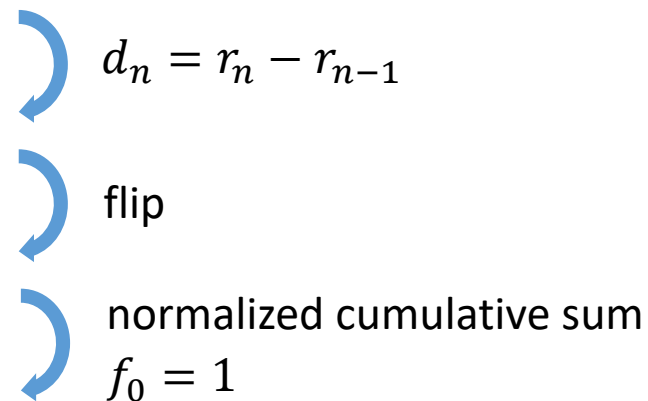 dₙ = rₙ − rₙ₋₁
flip
normalized cumulative sum
f₀ = 1